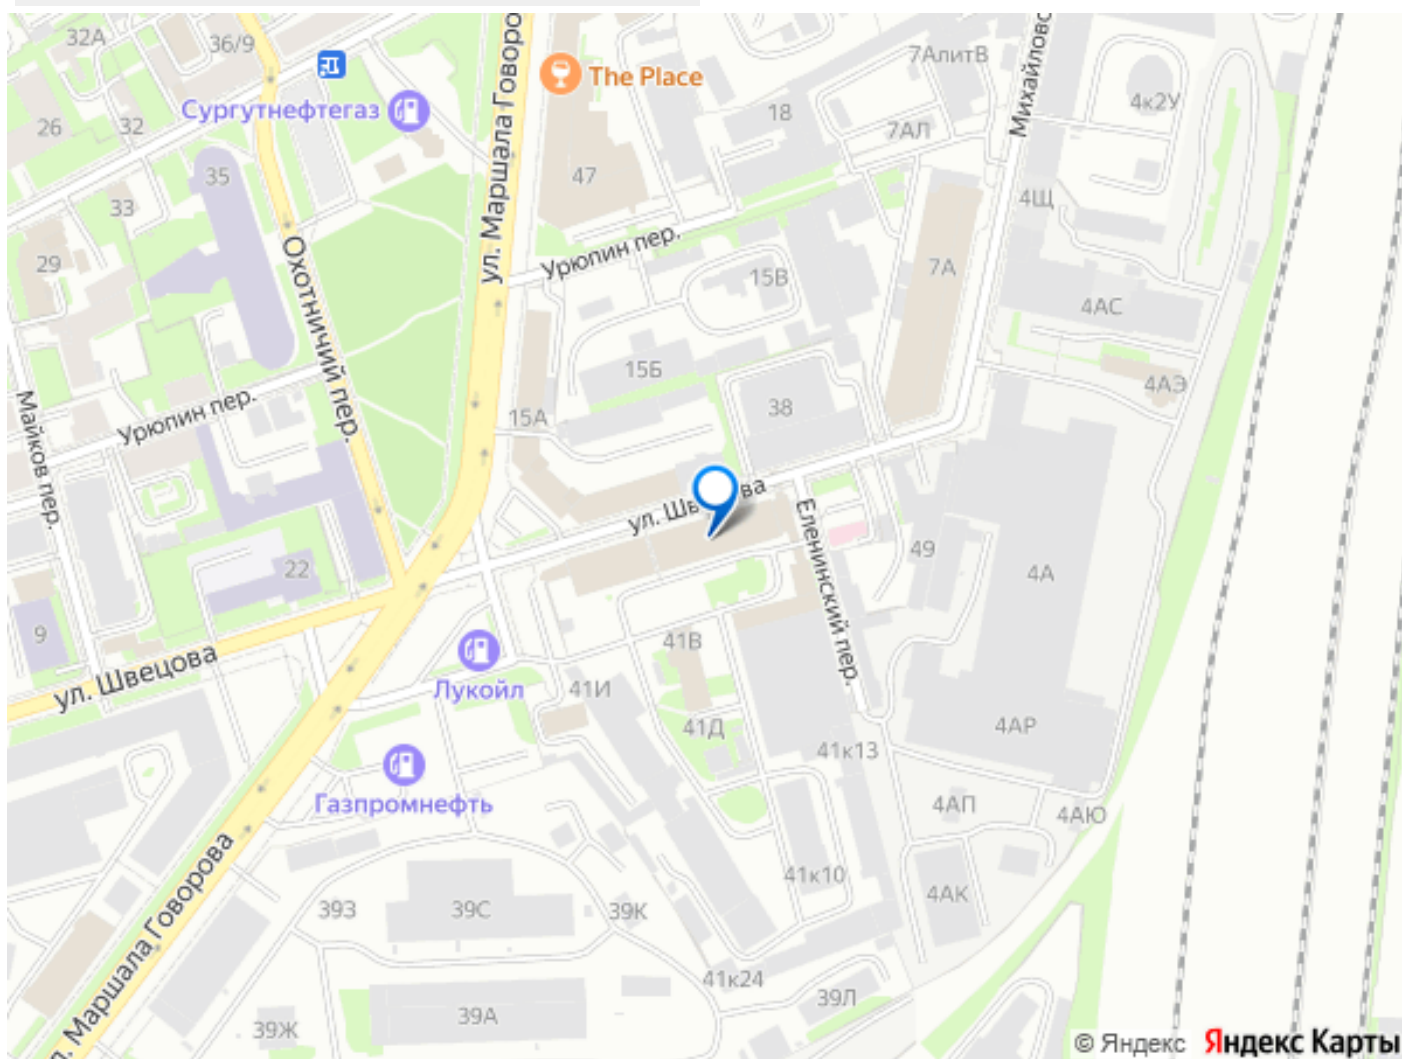 32А
36/9
ул. Маршала Говоро
The Place
7АлитВ
Михайловс
Сургутнефтегаз
26
32
18
7АЛ
4к2У
35
47
33
4Щ
29
Охотничий пер.
Урюпин пер.
15В
7А
4АС
15Б
4АЭ
Майков пер.
Урюпин пер.
15А
38
ул. Шв
ва
Еленинский пер.
49
22
4А
9
41В
ул. Швецова
Лукойл
41И
41Д
4АР
41к13
Газпромнефть
4АП
4АЮ
41к10
ул. Маршала Говорова
39З
39С
39К
4АК
41к24
39Л
39А
39Ж
© Яндекс Яндекс Карты